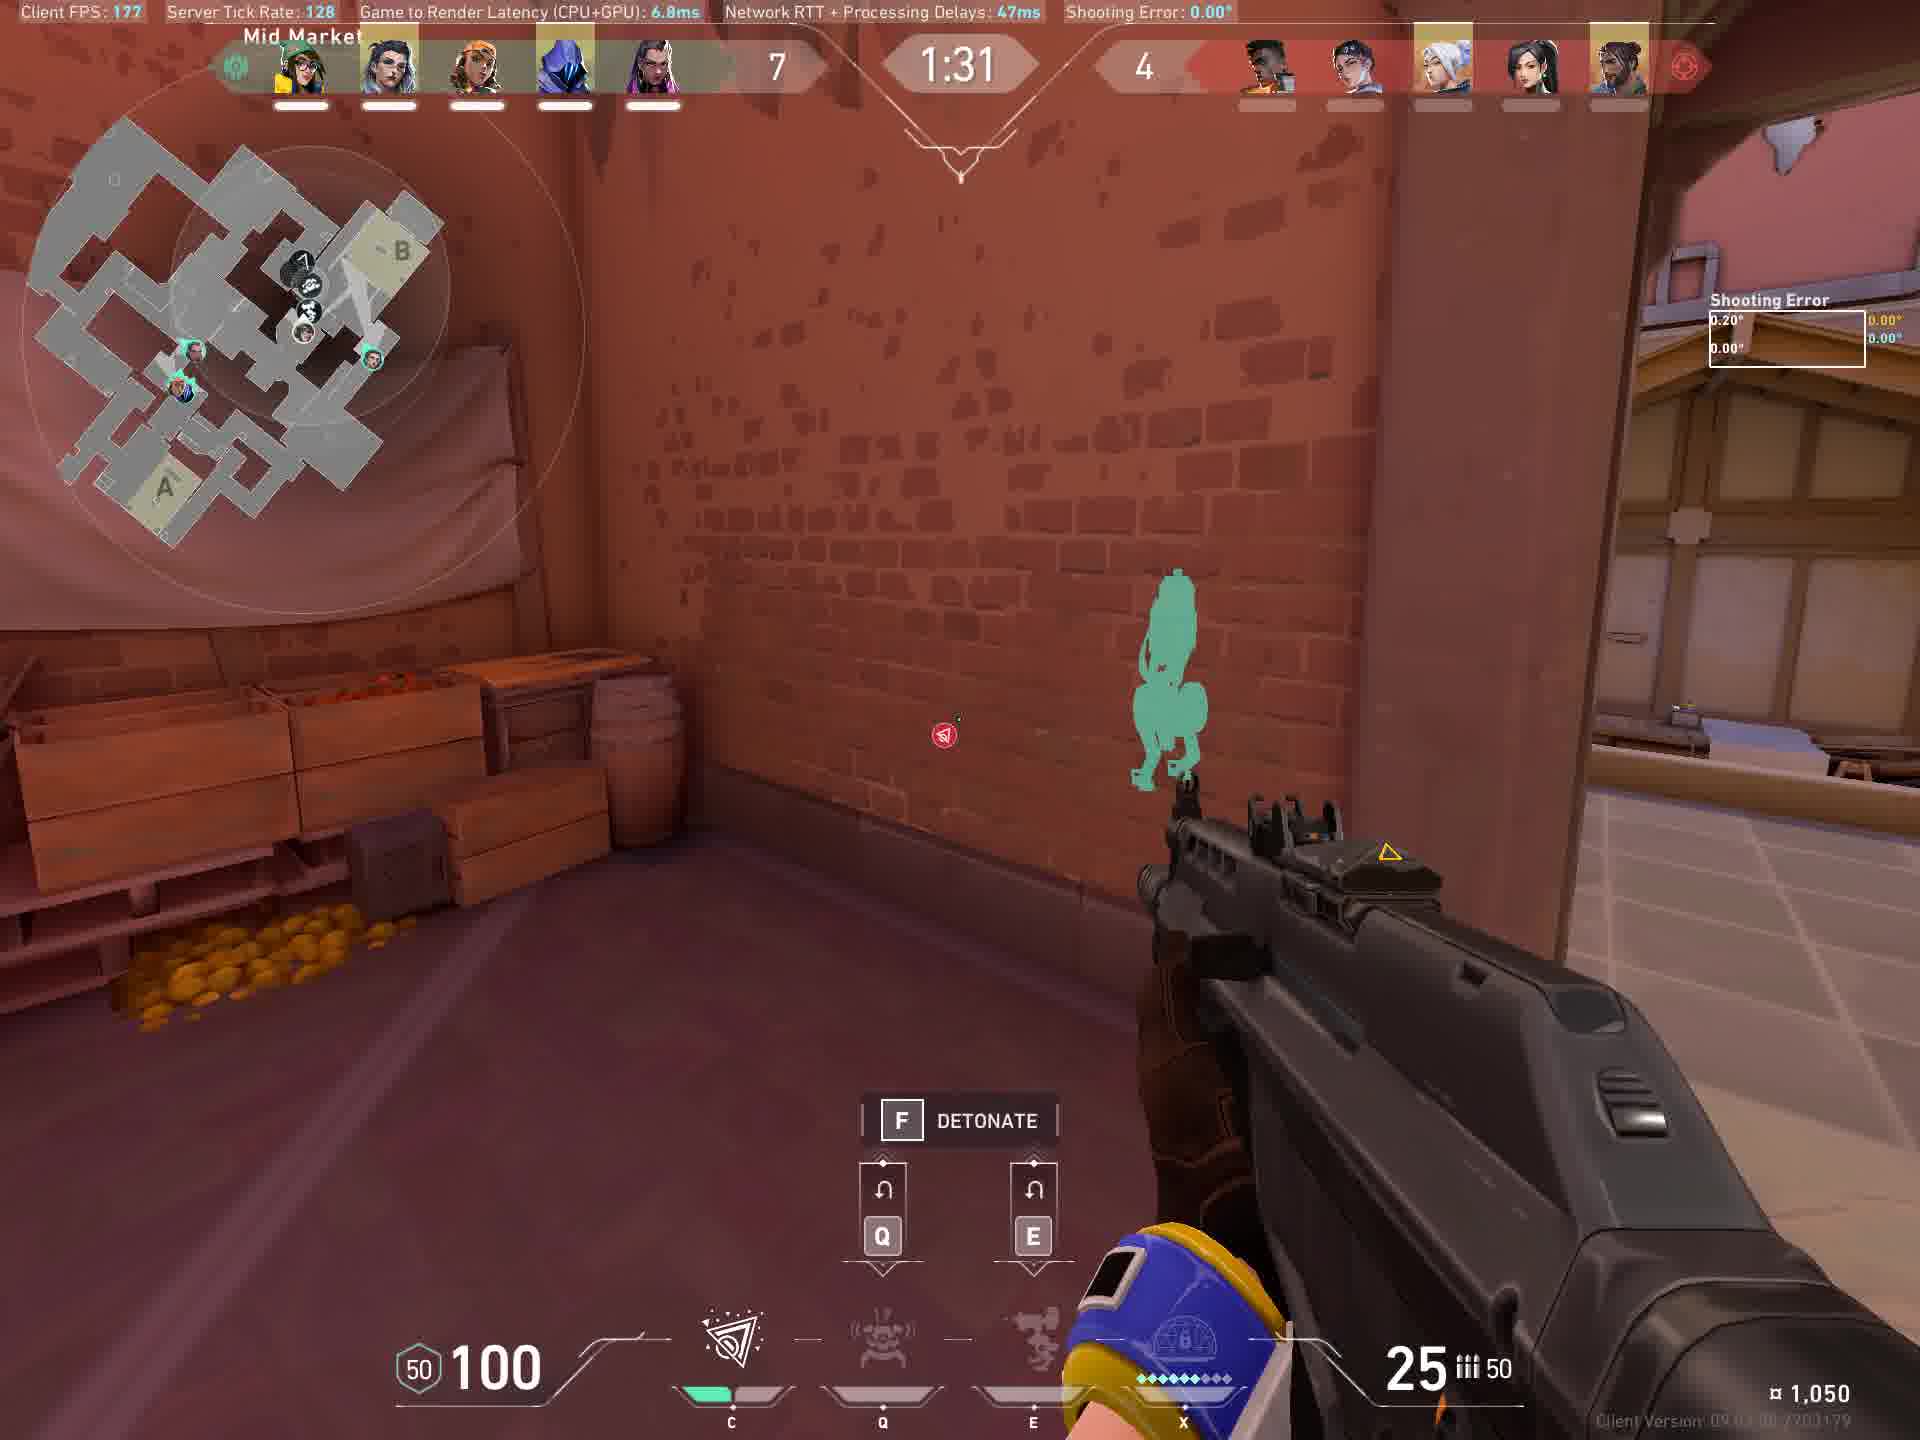 Client FPS: 177 Server Tick Rate: 128 Game to Render Latency (CPU+GPU): 6.8ms Network RTT + Processing Delays: 47ms Shooting Error: 0.00°
Mid Market
7 1:31 4
B
A
Shooting Error
0.20° 0.00°
0.00° 0.00°
F DETONATE
Q E
50 100
25 50
C Q E X
¤ 1,050